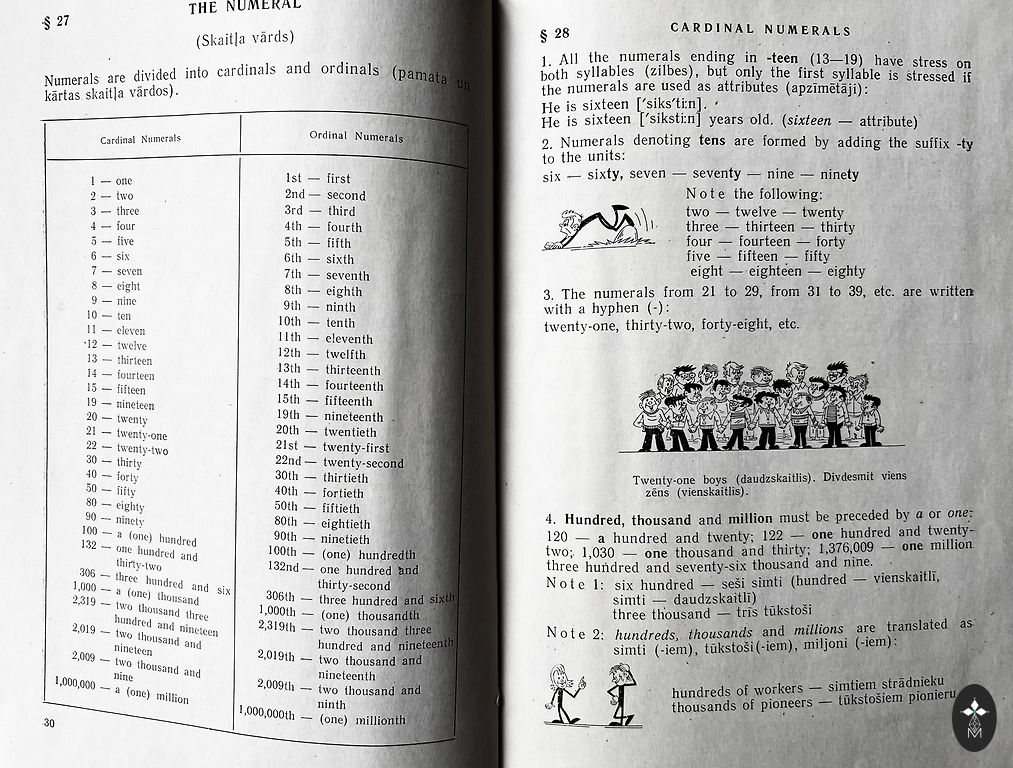 § 27
THE NUMERAL
(Skaitļa vārds)
Numerals are divided into cardinals and ordinals (pamata un
kārtas skaitļa vārdos).
Cardinal Numerals
1 — one
2 — two
3 — three
4 — four
5 — five
6 — six
7 — seven
8 — eight
9 — nine
10 — ten
11 — eleven
12 — twelve
13 — thirteen
14 — fourteen
15 — fifteen
19 — nineteen
20 — twenty
21 — twenty-one
22 — twenty-two
30 — thirty
40 — forty
50 — fifty
80 — eighty
90 — ninety
100 — a (one) hundred
132 — one hundred and
thirty-two
306 — three hundred and six
1,000 — a (one) thousand
2,319 — two thousand three
hundred and nineteen
2,019 — two thousand and
nineteen
2,009 — two thousand and
nine
1,000,000 — a (one) million
Ordinal Numerals
1st — first
2nd — second
3rd — third
4th — fourth
5th — fifth
6th — sixth
7th — seventh
8th — eighth
9th — ninth
10th — tenth
11th — eleventh
12th — twelfth
13th — thirteenth
14th — fourteenth
15th — fifteenth
19th — nineteenth
20th — twentieth
21st — twenty-first
22nd — twenty-second
30th — thirtieth
40th — fortieth
50th — fiftieth
80th — eightieth
90th — ninetieth
100th — (one) hundredth
132nd — one hundred and
thirty-second
306th — three hundred and sixth
1,000th — (one) thousandth
2,319th — two thousand three
hundred and nineteenth
2,019th — two thousand and
nineteenth
2,009th — two thousand and
ninth
1,000,000th — (one) millionth
30
§ 28
CARDINAL NUMERALS
1. All the numerals ending in -teen (13—19) have stress on
both syllables (zilbes), but only the first syllable is stressed if
the numerals are used as attributes (apzīmētāji):
He is sixteen ['siks'ti:n].
He is sixteen ['siksti:n] years old. (sixteen — attribute)
2. Numerals denoting tens are formed by adding the suffix -ty
to the units:
six — sixty, seven — seventy — nine — ninety
Note the following:
two — twelve — twenty
three — thirteen — thirty
four — fourteen — forty
five — fifteen — fifty
eight — eighteen — eighty
3. The numerals from 21 to 29, from 31 to 39, etc. are written
with a hyphen (-):
twenty-one, thirty-two, forty-eight, etc.
Twenty-one boys (daudzskaitlis). Divdesmit viens
zēns (vienskaitlis).
4. Hundred, thousand and million must be preceded by a or one:
120 — a hundred and twenty; 122 — one hundred and twenty-
two; 1,030 — one thousand and thirty; 1,376,009 — one million
three hundred and seventy-six thousand and nine.
Note 1: six hundred — seši simti (hundred — vienskaitlī,
simti — daudzskaitlī)
three thousand — trīs tūkstoši
Note 2: hundreds, thousands and millions are translated as
simti (-iem), tūkstoši (-iem), miljoni (-iem):
hundreds of workers — simtiem strādnieku
thousands of pioneers — tūkstošiem pionieru
M